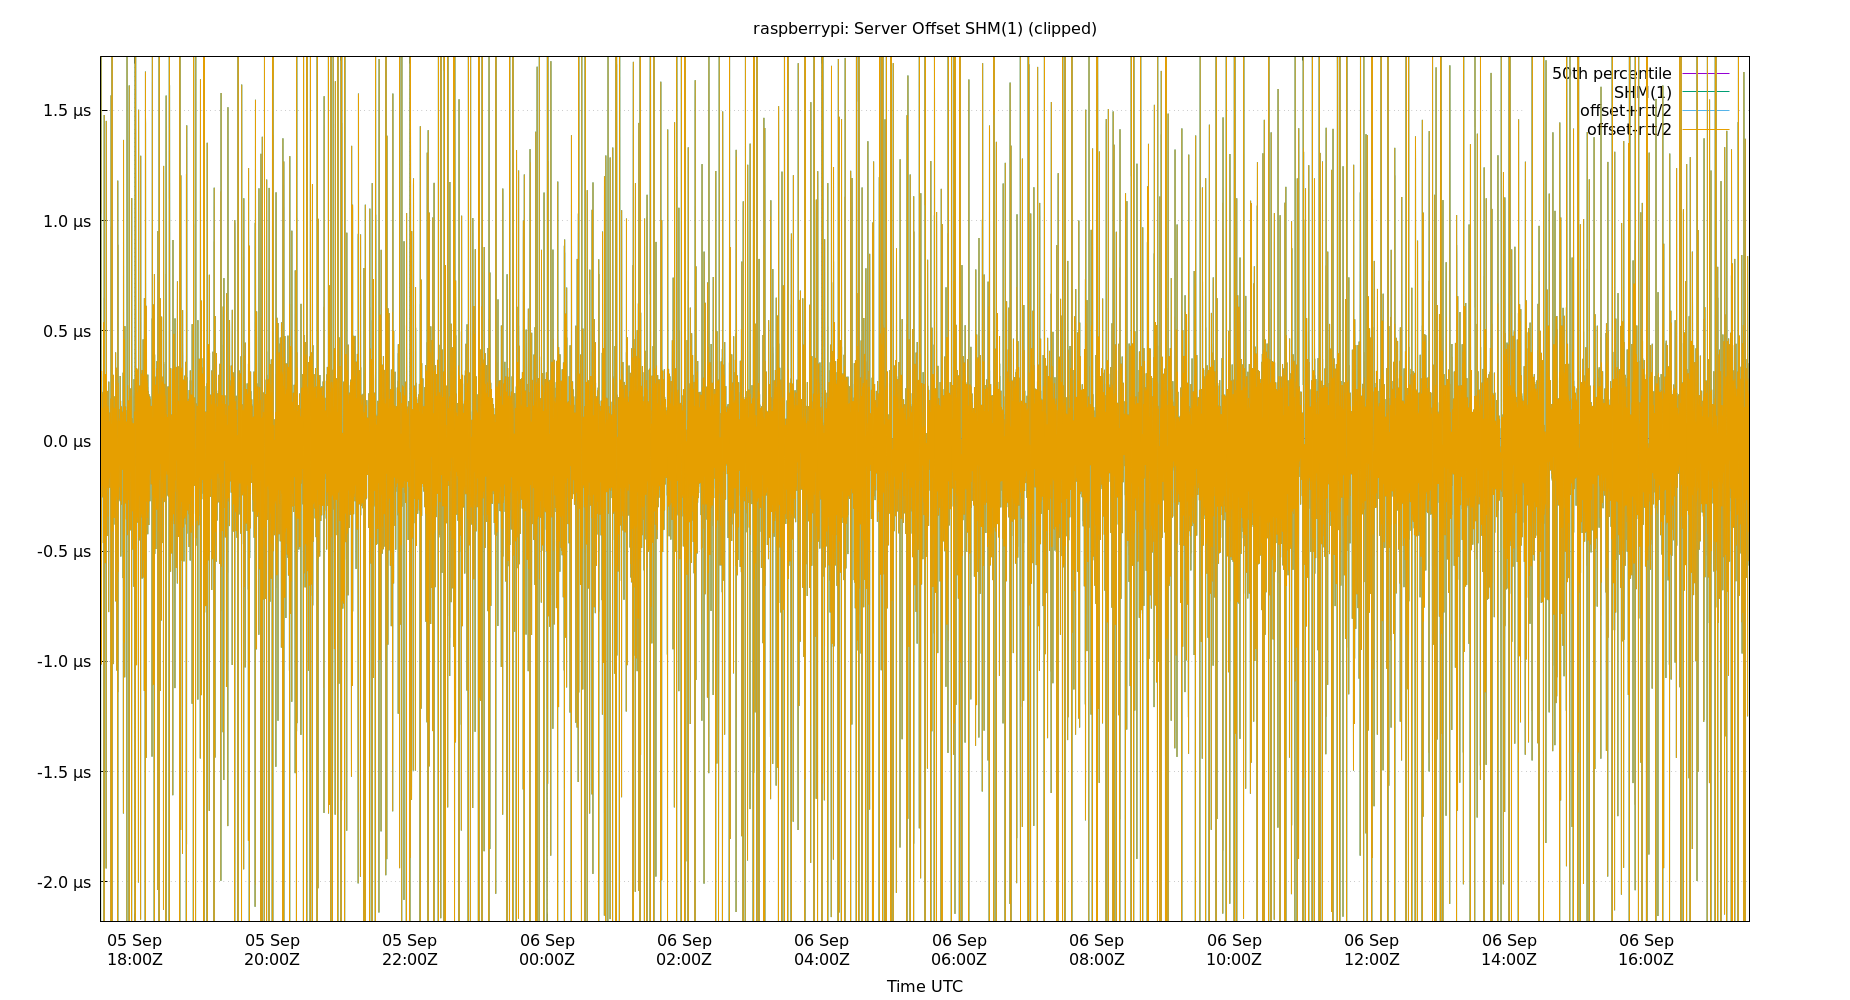 raspberrypi: Server Offset SHM(1) (clipped)
50th percentile
SHM(1)
offset+rtt/2
offset-rtt/2
1.5 µs
1.0 µs
0.5 µs
0.0 µs
-0.5 µs
-1.0 µs
-1.5 µs
-2.0 µs
05 Sep 05 Sep 05 Sep 06 Sep 06 Sep 06 Sep 06 Sep 06 Sep 06 Sep 06 Sep 06 Sep 06 Sep
18:00Z 20:00Z 22:00Z 00:00Z 02:00Z 04:00Z 06:00Z 08:00Z 10:00Z 12:00Z 14:00Z 16:00Z
Time UTC